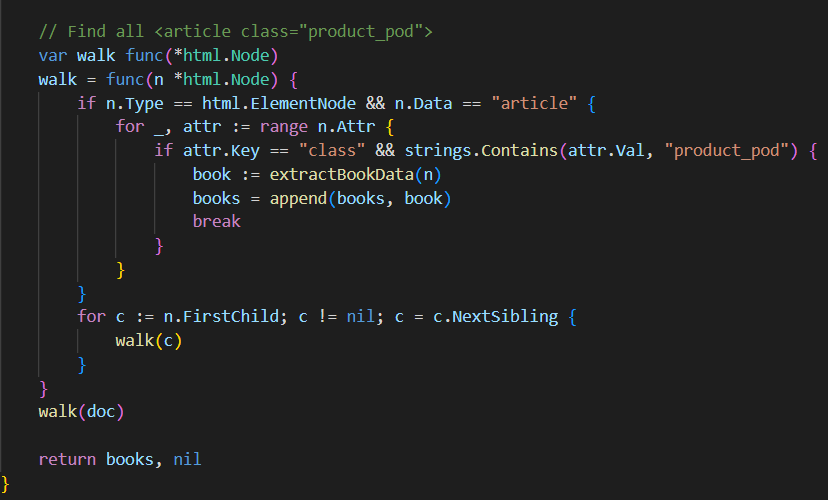 // Find all <article class="product_pod">
var walk func(*html.Node)
walk = func(n *html.Node) {
if n.Type == html.ElementNode && n.Data == "article" {
for _, attr := range n.Attr {
if attr.Key == "class" && strings.Contains(attr.Val, "product_pod") {
book := extractBookData(n)
books = append(books, book)
break
}
}
}
for c := n.FirstChild; c != nil; c = c.NextSibling {
walk(c)
}
}
walk(doc)
return books, nil
}